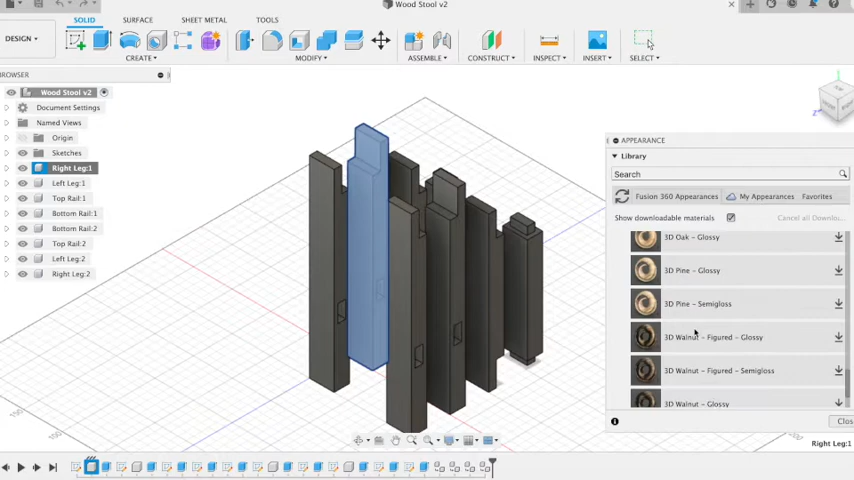 Wood Stool v2
SOLID SURFACE SHEET METAL TOOLS
DESIGN
CREATE MODIFY ASSEMBLE CONSTRUCT INSPECT INSERT SELECT
BROWSER
Wood Stool v2
Document Settings
Named Views
Origin
Sketches
Right Leg:1
Left Leg:1
Top Rail:1
Bottom Rail:1
Bottom Rail:2
Top Rail:2
Left Leg:2
Right Leg:2
APPEARANCE
Library
Search
Fusion 360 Appearances My Appearances Favorites
Show downloadable materials Cancel all Downlo...
3D Oak - Glossy
3D Pine - Glossy
3D Pine - Semigloss
3D Walnut - Figured - Glossy
3D Walnut - Figured - Semigloss
3D Walnut - Glossy
Clos
Right Leg:1